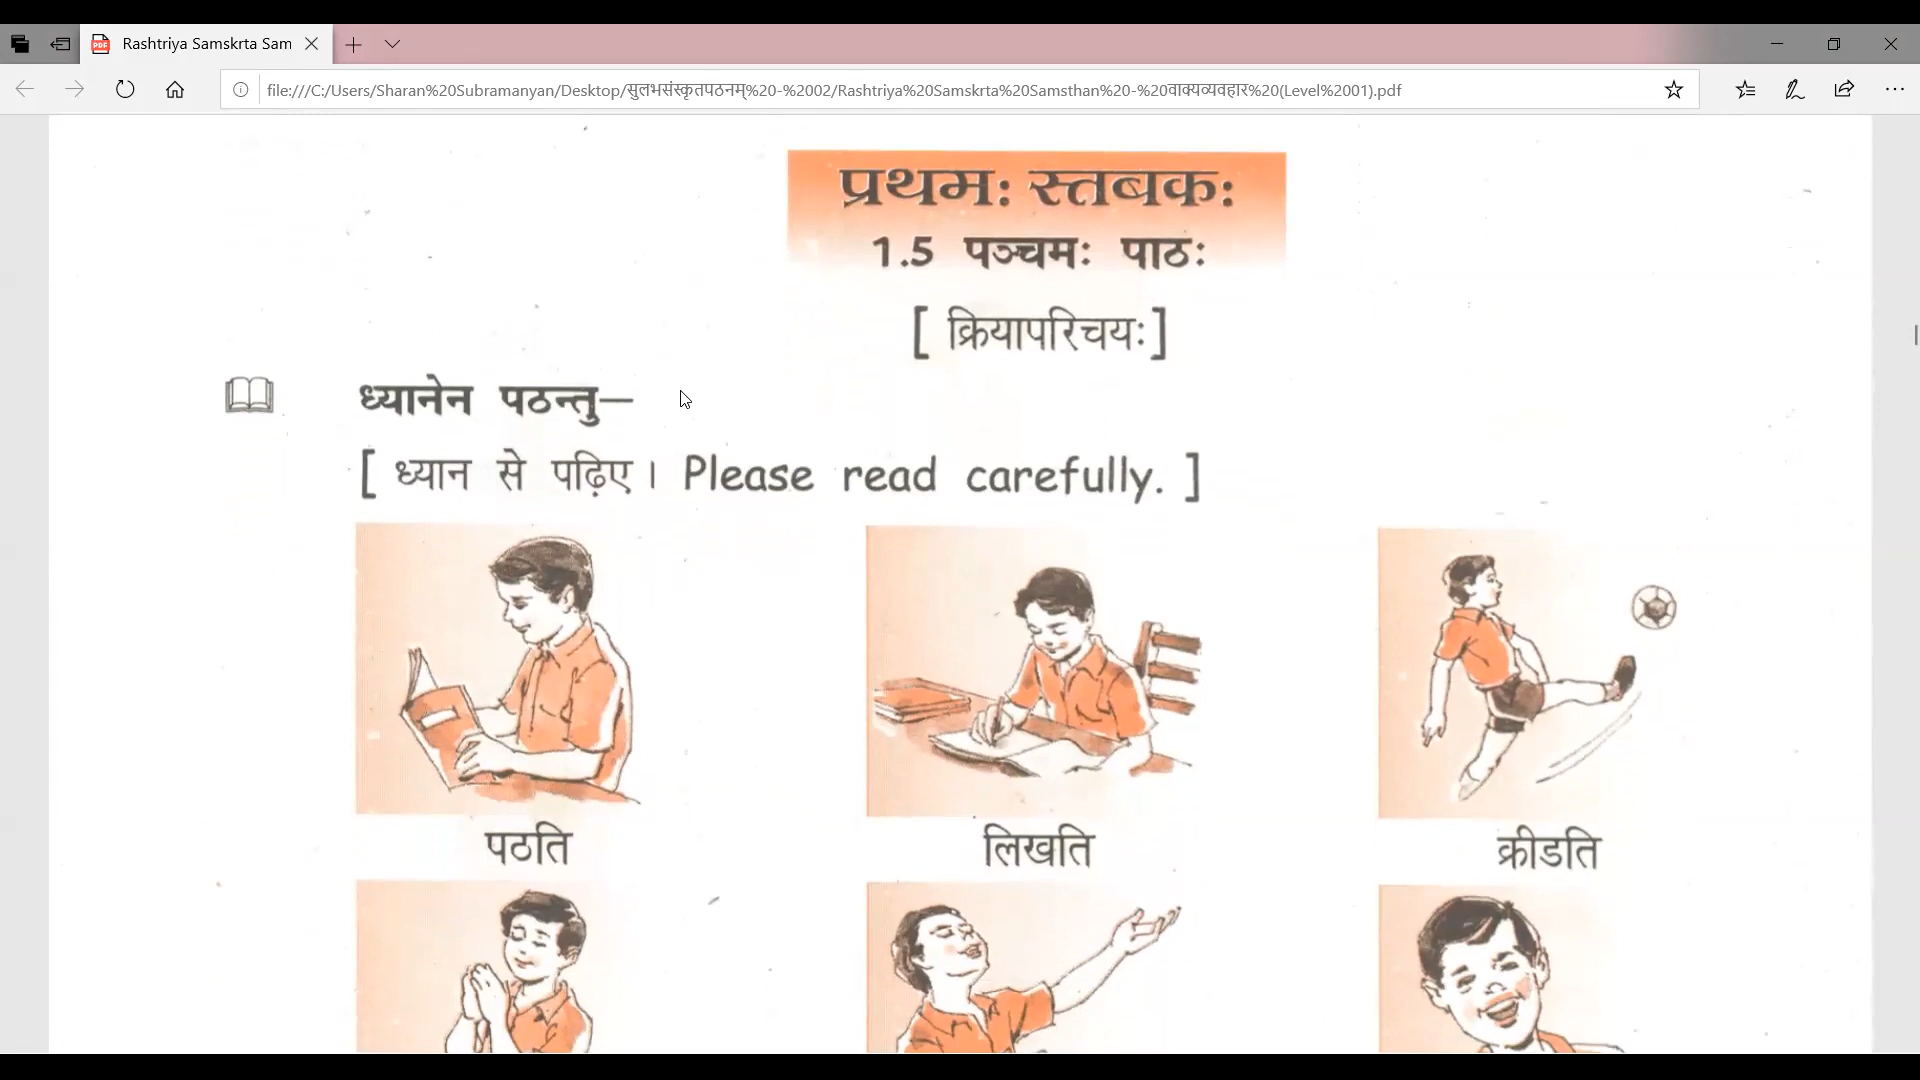 Rashtriya Samskrta Sam
file:///C:/Users/Sharan%20Subramanyan/Desktop/सुलभसंस्कृतपठनम्%20-%2002/Rashtriya%20Samskrta%20Samsthan%20-%20वाक्यव्यवहार%20(Level%2001).pdf
प्रथमः स्तबकः
1.5 पञ्चमः पाठः
[ क्रियापरिचयः]
ध्यानेन पठन्तु—
[ ध्यान से पढ़िए। Please read carefully. ]
पठति लिखति क्रीडति